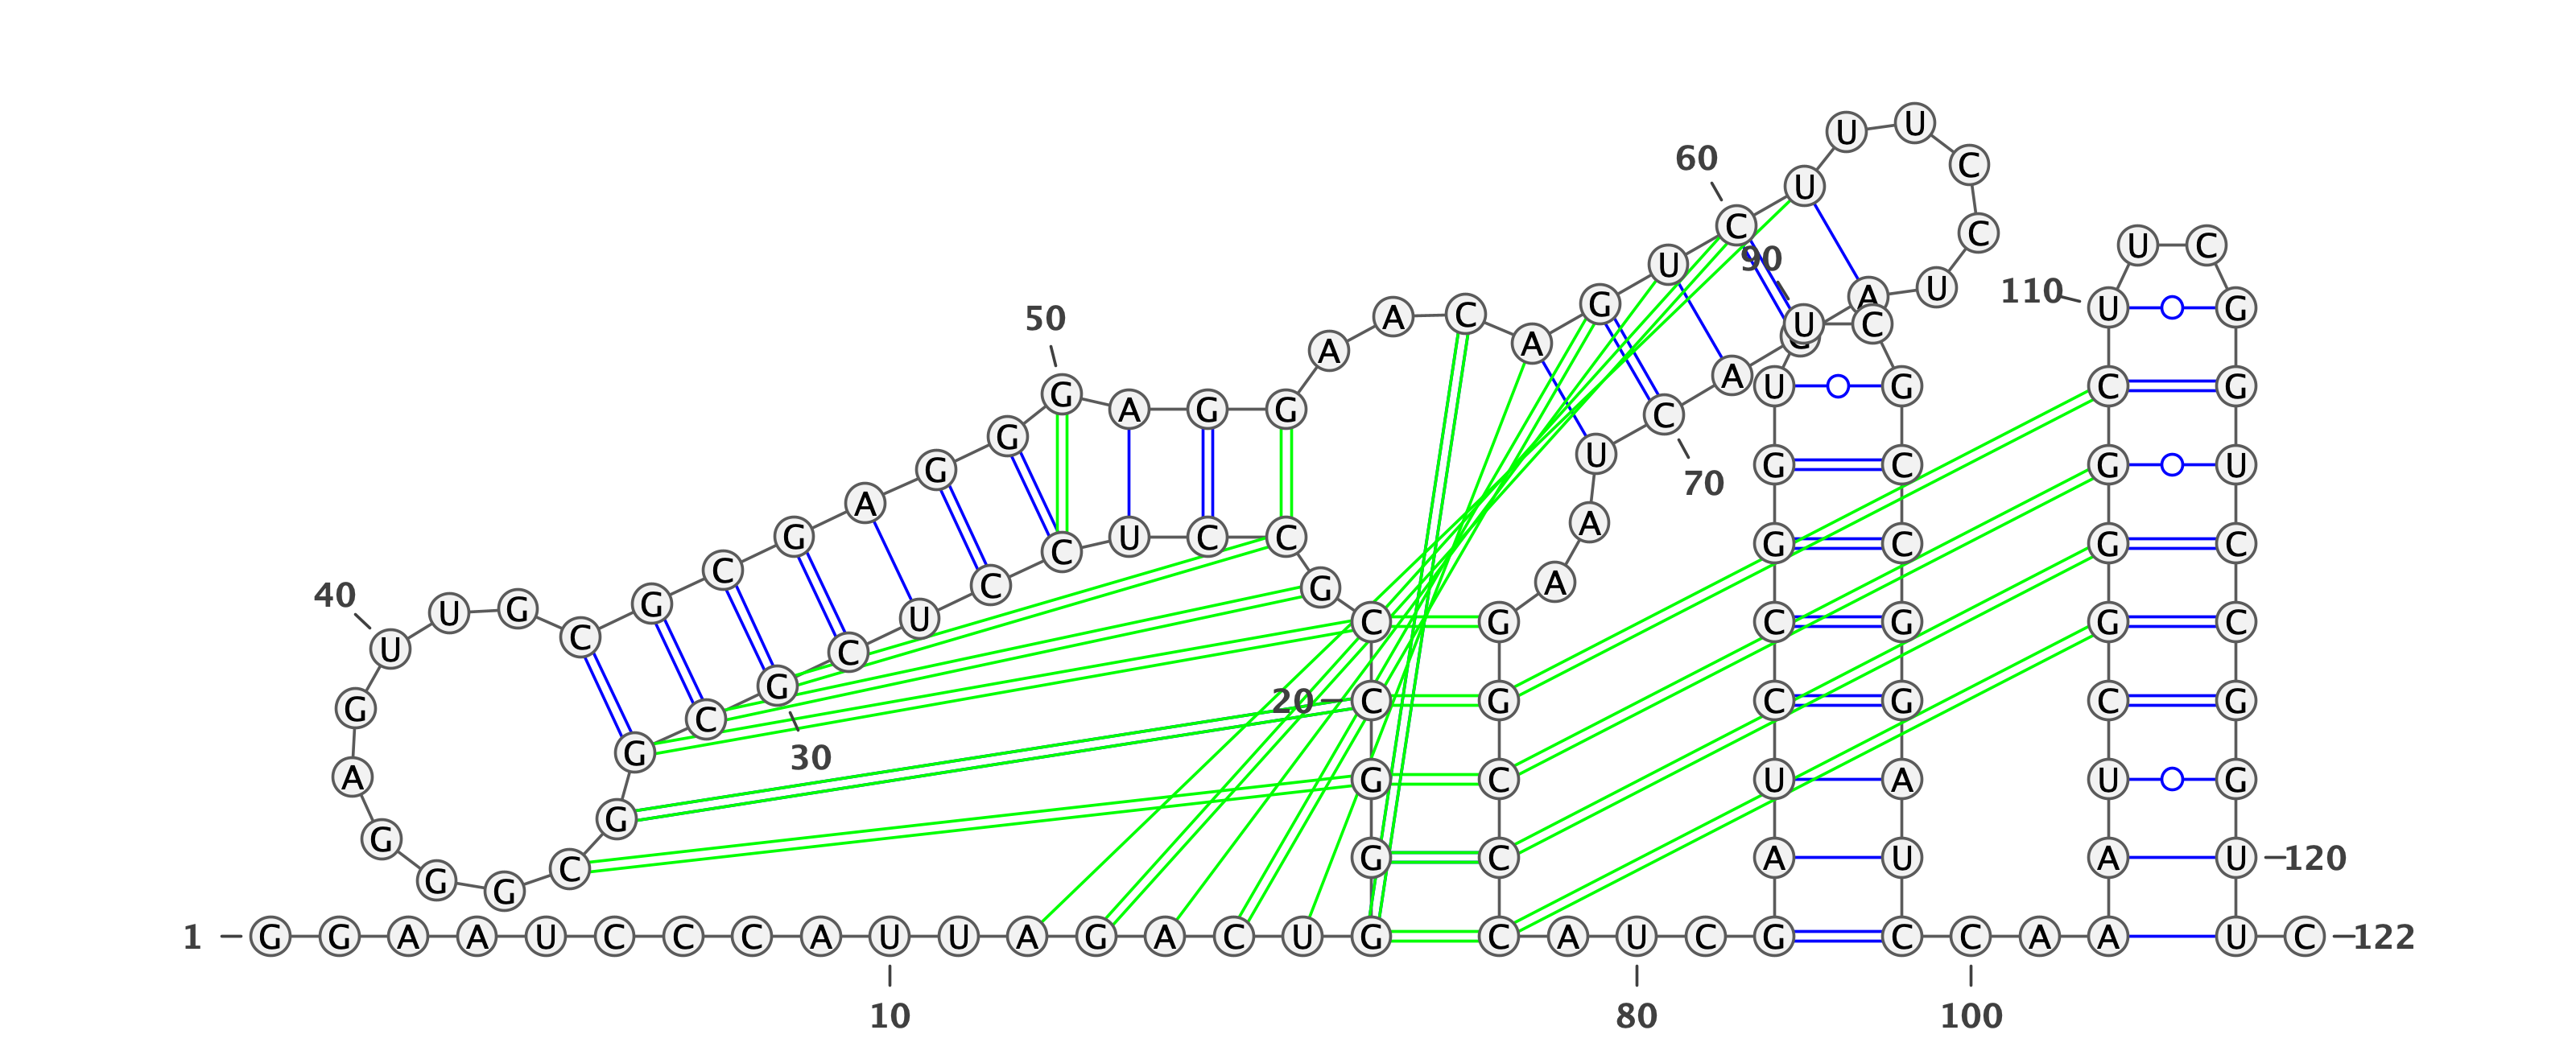 U U
60 C
U
C C
U C
U 90
A U 110
G U G
50 A C U C
A A C
G A U G C G
A G G C
G
G U G C G U
70
A
A
G C U C C G C G C
C C G A
40
U G G U C G C G G C
U C C
G
G C 20 C G C G C G
G 30
A G C U A U G
G
G
C G C A U A U 120
G G
1 G G A A U C C C A U U A G A C U G C A U C G C C A A U C 122
10 80 100